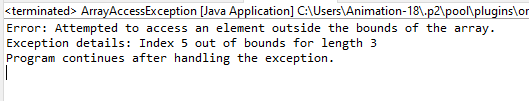 <terminated> ArrayAccessException [Java Application] C:\Users\Animation-18\.p2\pool\plugins\or
Error: Attempted to access an element outside the bounds of the array.
Exception details: Index 5 out of bounds for length 3
Program continues after handling the exception.